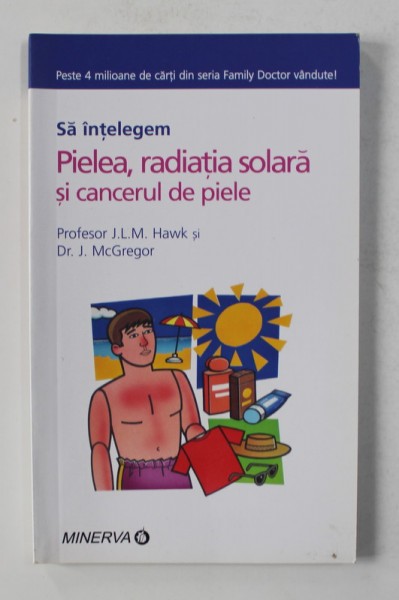 Peste 4 milioane de cărți din seria Family Doctor vândute!
Să înțelegem
Pielea, radiația solară
și cancerul de piele
Profesor J.L.M. Hawk și
Dr. J. McGregor
MINERVA